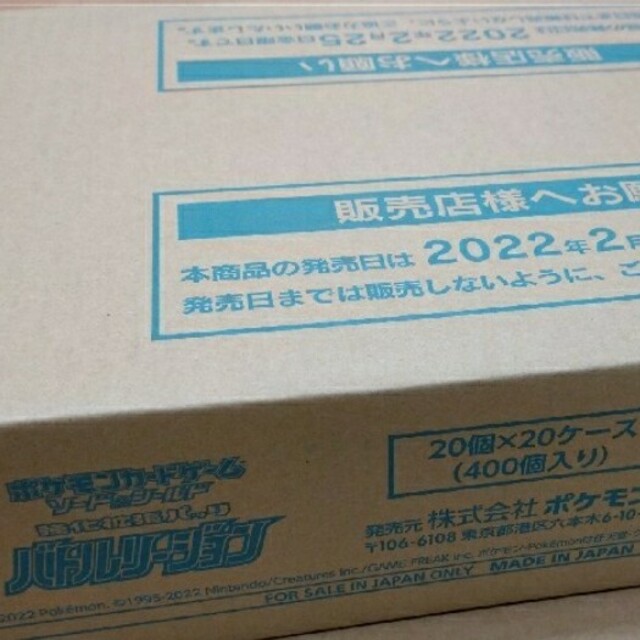 2022年2月25日金曜日です。
販売店様へお願い
販売店様へお願
本商品の発売日は 2022年2月
発売日までは販売しないように、ご
ポケモンカードゲーム
ソード&シールド
強化拡張パック
バトルリージョン
20個×20ケース
(400個入り)
発売元 株式会社 ポケモン
〒106-6108 東京都港区六本木6-10-
2022 Pokémon. ©1995-2022 Nintendo/Creatures Inc./GAME FREAK inc.
FOR SALE IN JAPAN ONLY MADE IN JAPAN